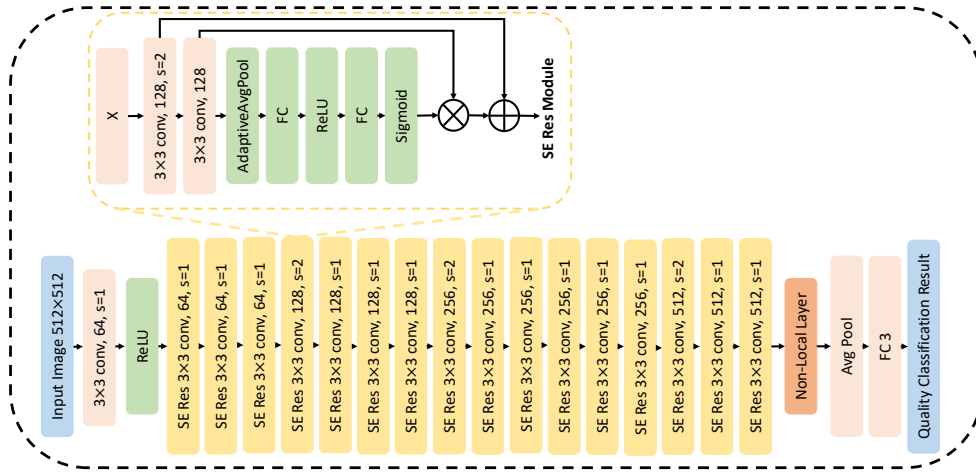 X
3×3 conv, 128, s=2
3×3 conv, 128
AdaptiveAvgPool
FC
ReLU
FC
Sigmoid
SE Res Module
Input Image 512×512
3×3 conv, 64, s=1
ReLU
SE Res 3×3 conv, 64, s=1
SE Res 3×3 conv, 64, s=1
SE Res 3×3 conv, 64, s=1
SE Res 3×3 conv, 128, s=2
SE Res 3×3 conv, 128, s=1
SE Res 3×3 conv, 128, s=1
SE Res 3×3 conv, 128, s=1
SE Res 3×3 conv, 256, s=2
SE Res 3×3 conv, 256, s=1
SE Res 3×3 conv, 256, s=1
SE Res 3×3 conv, 256, s=1
SE Res 3×3 conv, 256, s=1
SE Res 3×3 conv, 256, s=1
SE Res 3×3 conv, 512, s=2
SE Res 3×3 conv, 512, s=1
SE Res 3×3 conv, 512, s=1
Non-Local Layer
Avg Pool
FC 3
Quality Classification Result